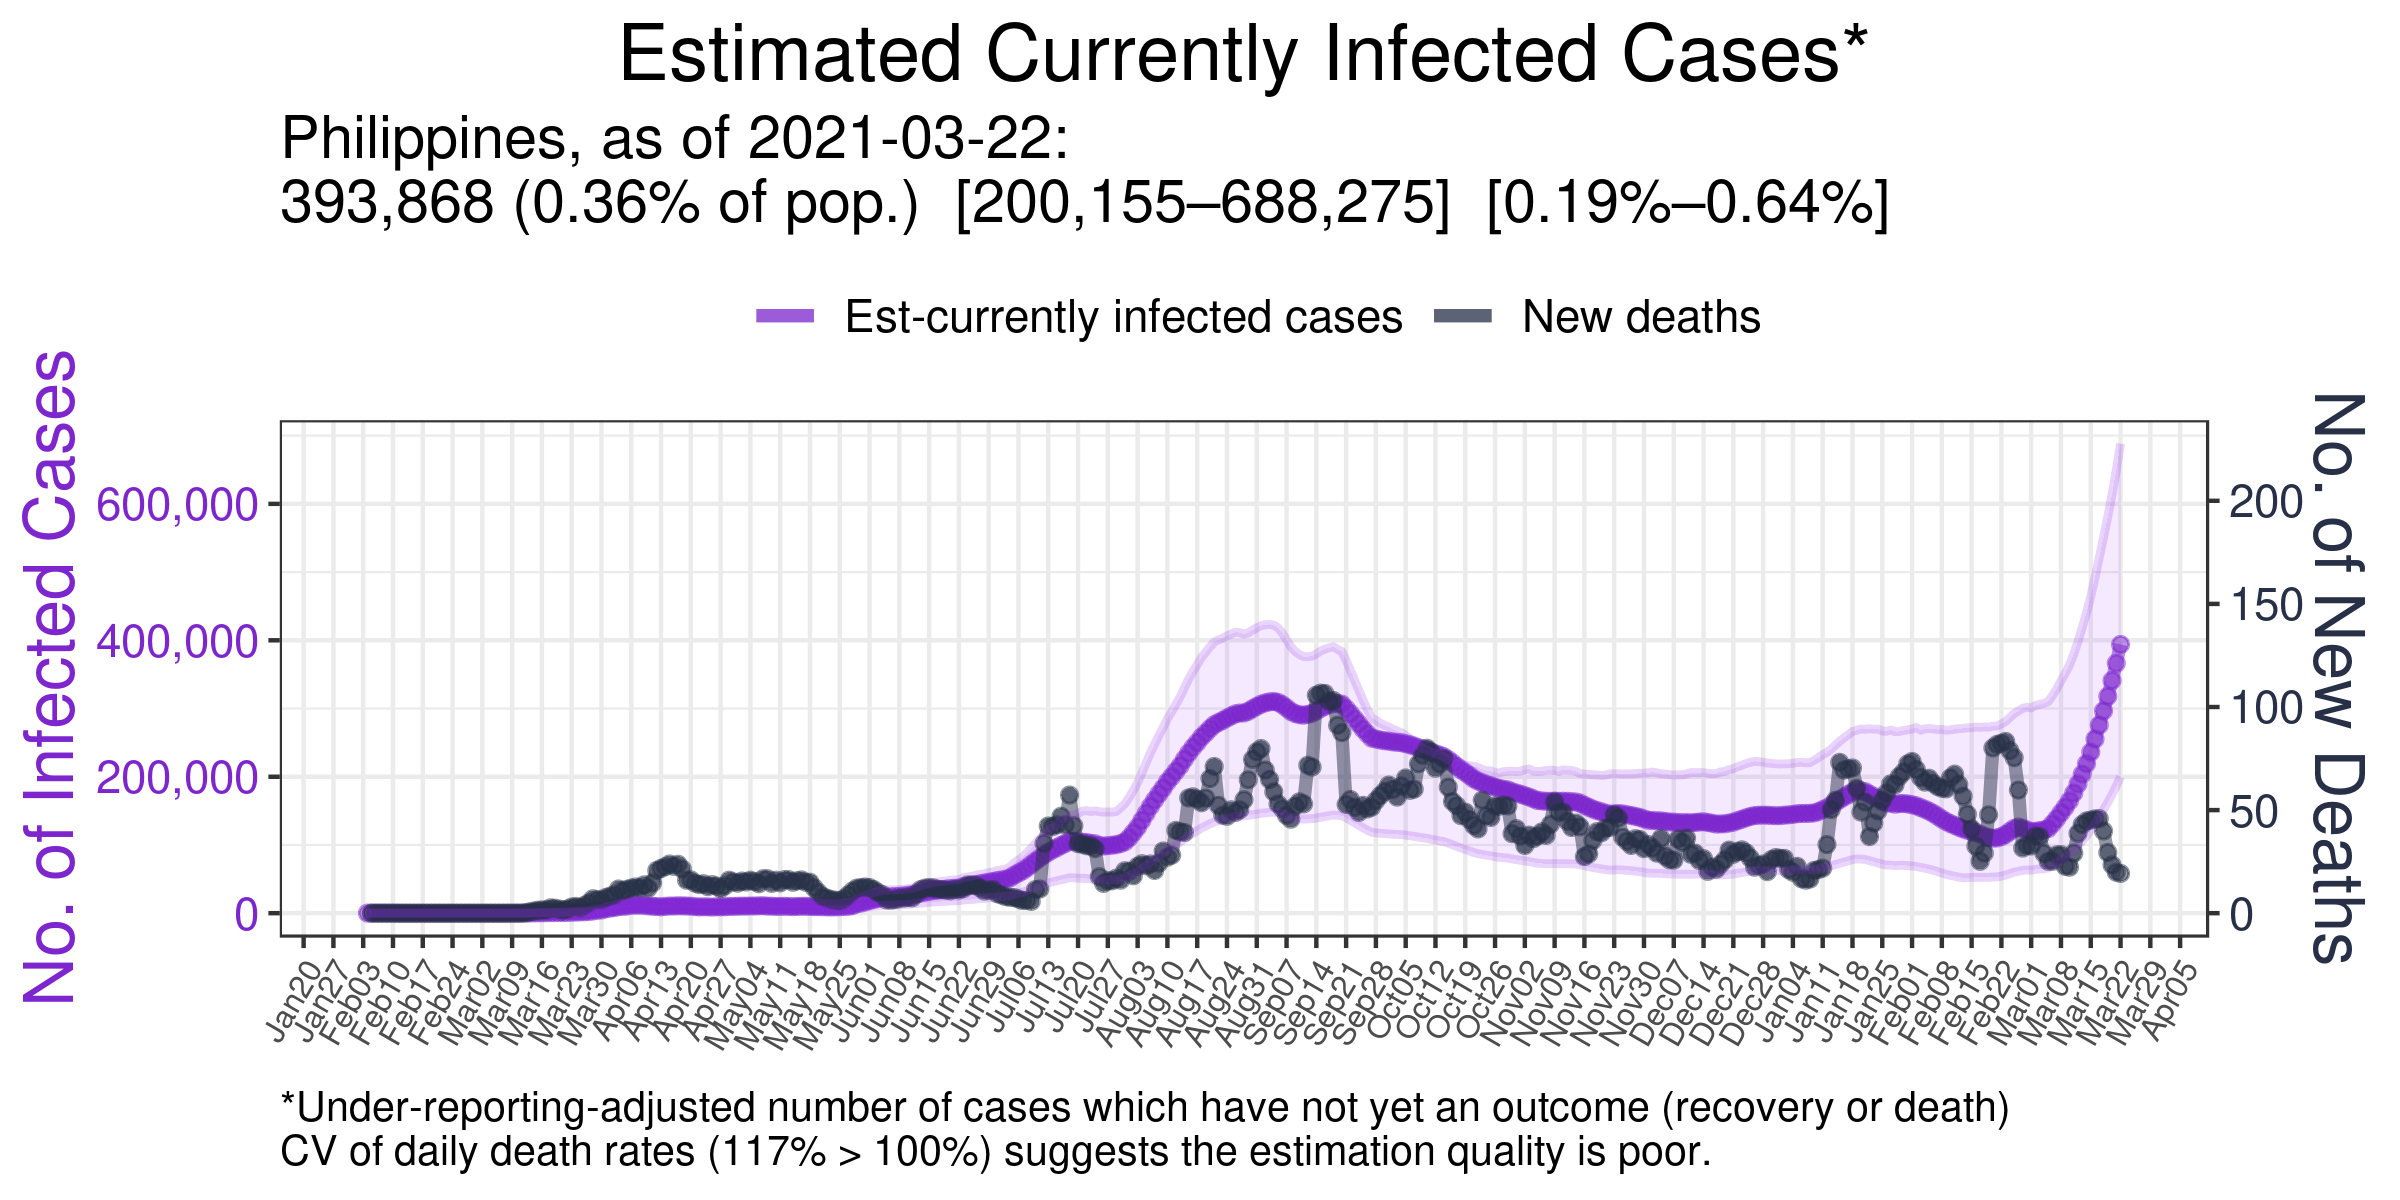 Estimated Currently Infected Cases*
Philippines, as of 2021-03-22:
393,868 (0.36% of pop.) [200,155–688,275] [0.19%–0.64%]
Est-currently infected cases New deaths
No. of Infected Cases
600,000
400,000
200,000
0
200
150
100
50
0
No. of New Deaths
Jan20 Jan27 Feb03 Feb10 Feb17 Feb24 Mar02 Mar09 Mar16 Mar23 Mar30 Apr06 Apr13 Apr20 Apr27 May04 May11 May18 May25 Jun01 Jun08 Jun15 Jun22 Jun29 Jul06 Jul13 Jul20 Jul27 Aug03 Aug10 Aug17 Aug24 Aug31 Sep07 Sep14 Sep21 Sep28 Oct05 Oct12 Oct19 Oct26 Nov02 Nov09 Nov16 Nov23 Nov30 Dec07 Dec14 Dec21 Dec28 Jan04 Jan11 Jan18 Jan25 Feb01 Feb08 Feb15 Feb22 Mar01 Mar08 Mar15 Mar22 Mar29 Apr05
*Under-reporting-adjusted number of cases which have not yet an outcome (recovery or death)
CV of daily death rates (117% > 100%) suggests the estimation quality is poor.